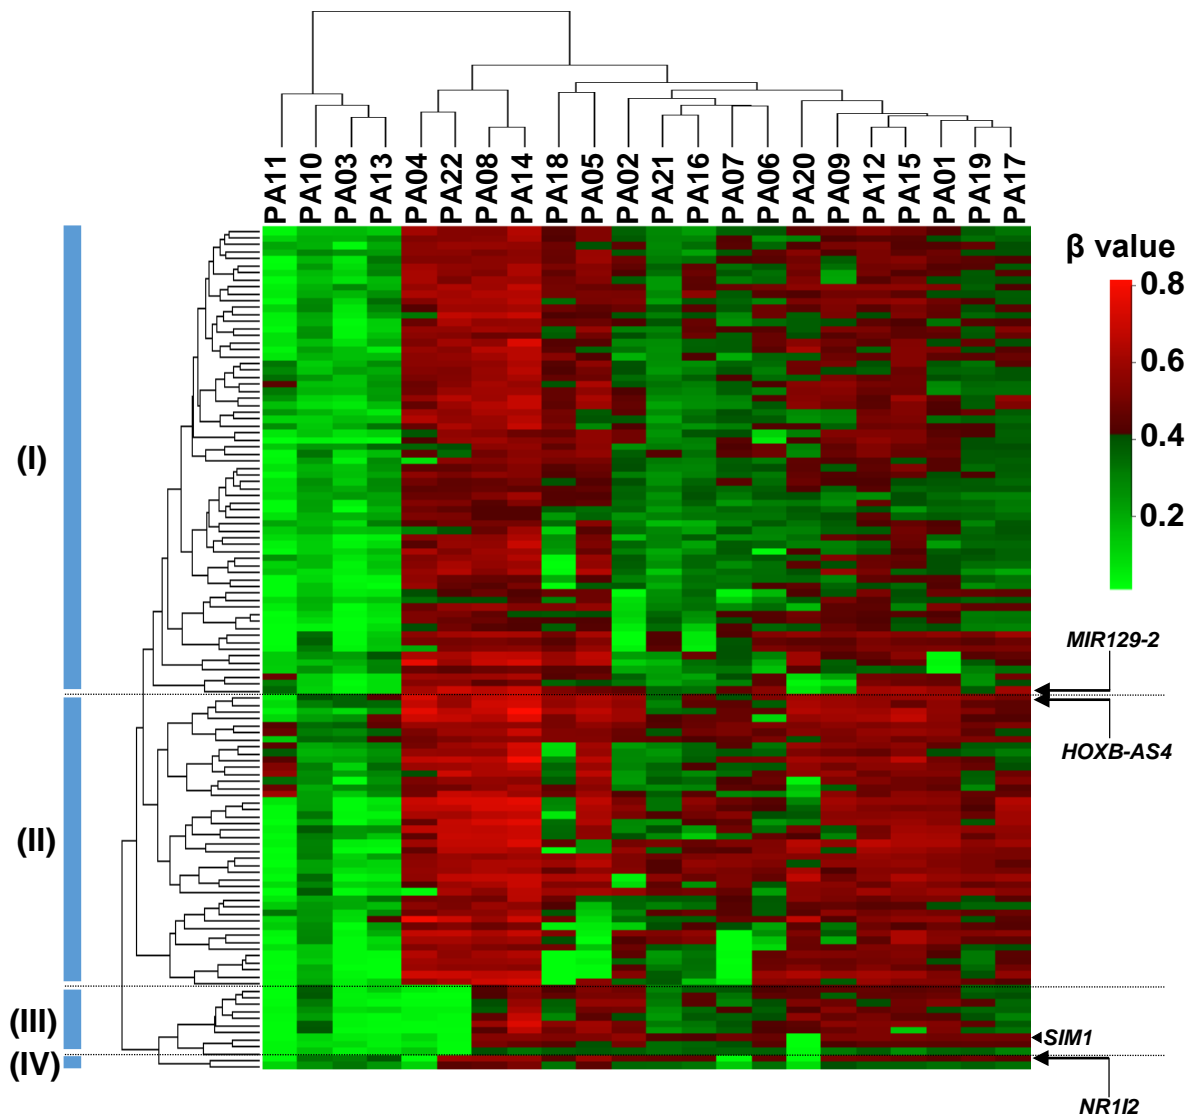 PA11 PA10 PA03 PA13 PA04 PA22 PA08 PA14 PA18 PA05 PA02 PA21 PA16 PA07 PA06 PA20 PA09 PA12 PA15 PA01 PA19 PA17
β value
0.8
0.6
0.4
0.2
(I)
MIR129-2
HOXB-AS4
(II)
(III)
SIM1
(IV)
NR1I2